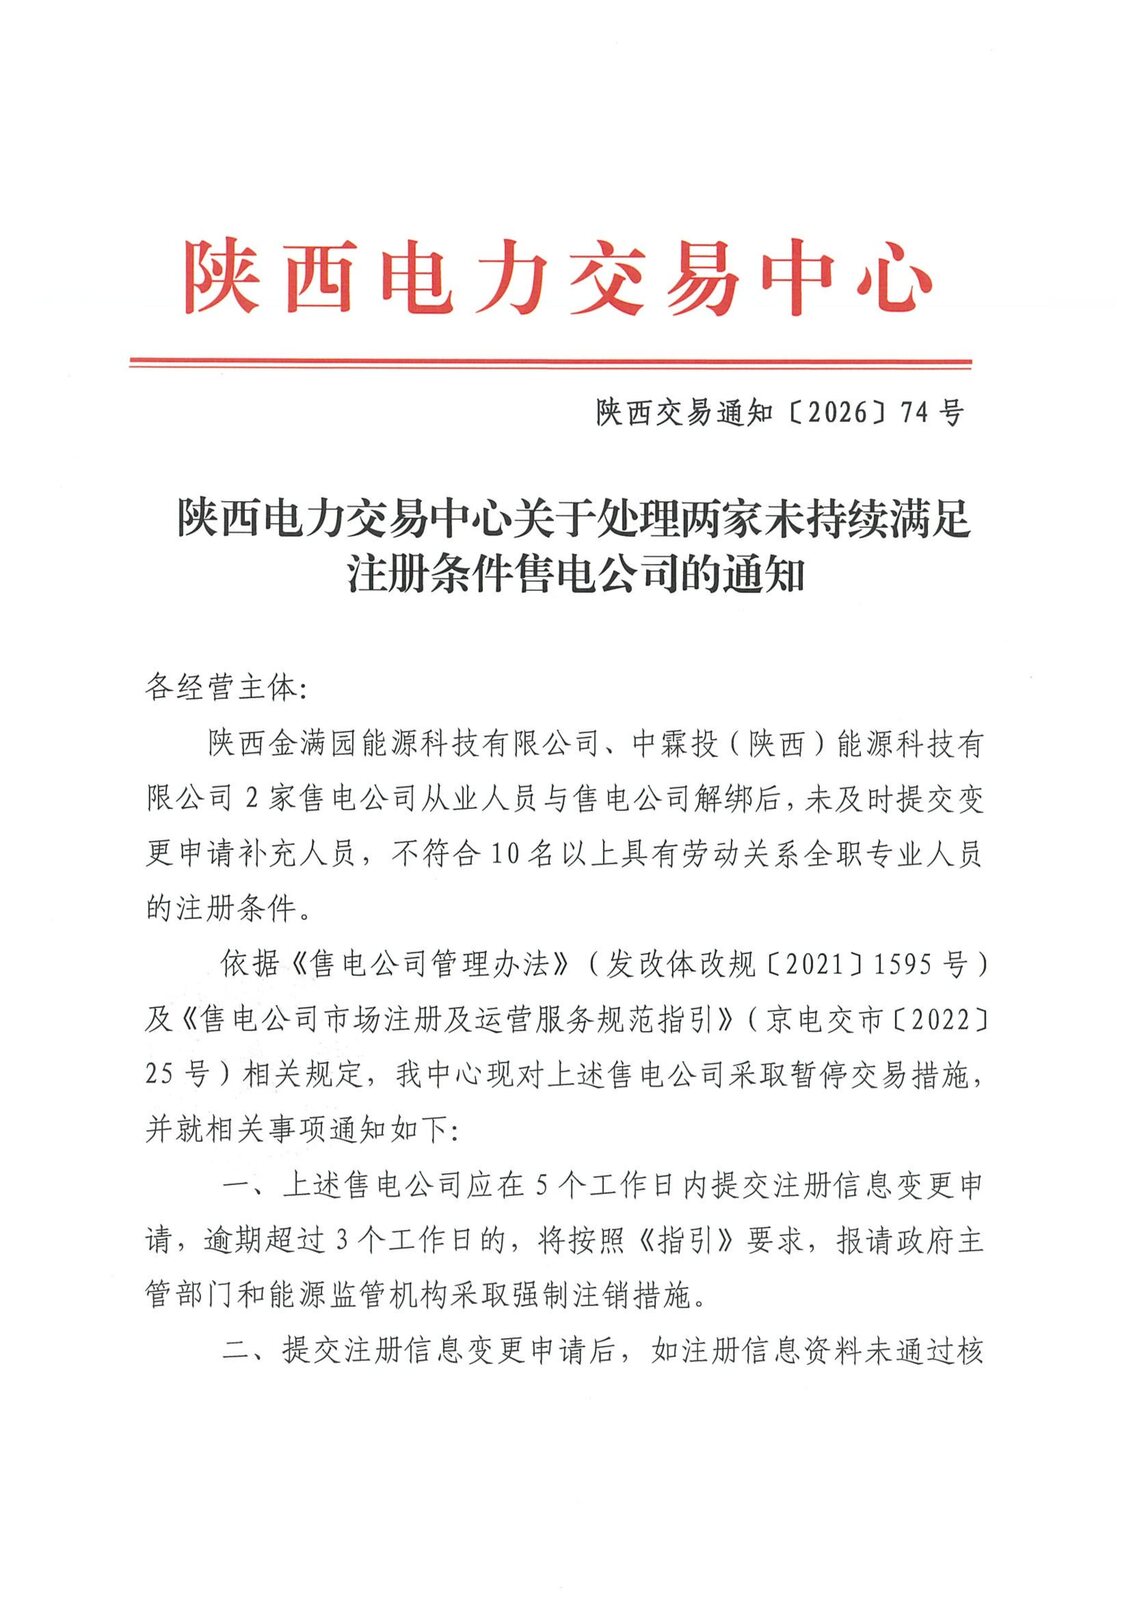 陕西电力交易中心
陕西交易通知〔2026〕74 号
陕西电力交易中心关于处理两家未持续满足
注册条件售电公司的通知
各经营主体：
陕西金满园能源科技有限公司、中霖投（陕西）能源科技有
限公司 2 家售电公司从业人员与售电公司解绑后，未及时提交变
更申请补充人员，不符合 10 名以上具有劳动关系全职专业人员
的注册条件。
依据《售电公司管理办法》（发改体改规〔2021〕1595 号）
及《售电公司市场注册及运营服务规范指引》（京电交市〔2022〕
25 号）相关规定，我中心现对上述售电公司采取暂停交易措施，
并就相关事项通知如下：
一、上述售电公司应在 5 个工作日内提交注册信息变更申
请，逾期超过 3 个工作日的，将按照《指引》要求，报请政府主
管部门和能源监管机构采取强制注销措施。
二、提交注册信息变更申请后，如注册信息资料未通过核